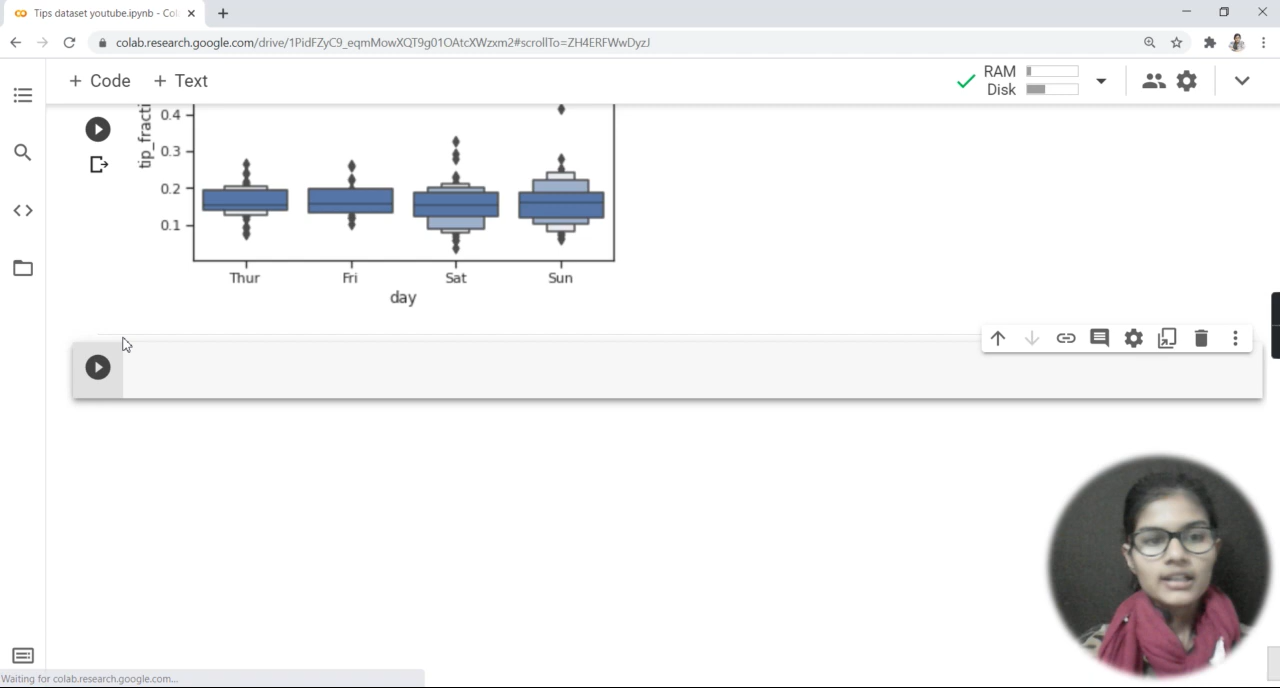 Tips dataset youtube.ipynb - Col
colab.research.google.com/drive/1PidFZyC9_eqmMowXQT9g01OAtcXWzxm2#scrollTo=ZH4ERFWwDyzJ
+ Code + Text
RAM
Disk
tip_fracti
0.4
0.3
0.2
0.1
Thur Fri Sat Sun
day
Waiting for colab.research.google.com...